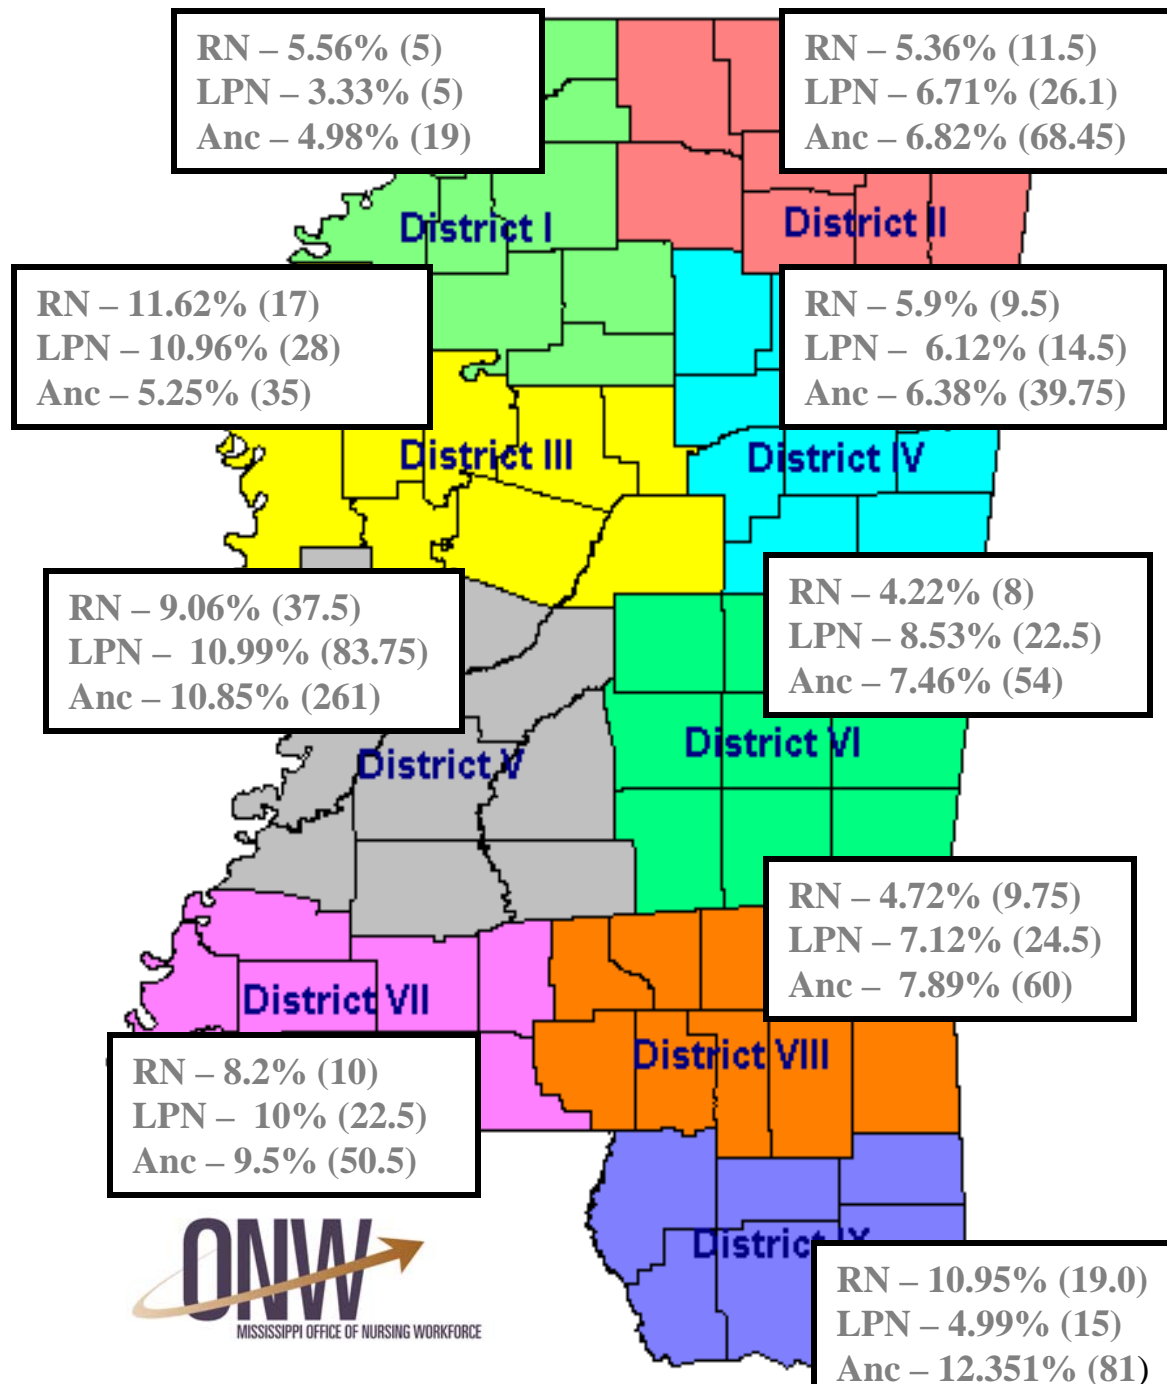 RN – 5.56% (5)
LPN – 3.33% (5)
Anc – 4.98% (19)
RN – 5.36% (11.5)
LPN – 6.71% (26.1)
Anc – 6.82% (68.45)
District I
District II
RN – 11.62% (17)
LPN – 10.96% (28)
Anc – 5.25% (35)
RN – 5.9% (9.5)
LPN – 6.12% (14.5)
Anc – 6.38% (39.75)
District III
District IV
RN – 9.06% (37.5)
LPN – 10.99% (83.75)
Anc – 10.85% (261)
RN – 4.22% (8)
LPN – 8.53% (22.5)
Anc – 7.46% (54)
District V
District VI
RN – 4.72% (9.75)
LPN – 7.12% (24.5)
Anc – 7.89% (60)
District VII
District VIII
RN – 8.2% (10)
LPN – 10% (22.5)
Anc – 9.5% (50.5)
ONW
MISSISSIPPI OFFICE OF NURSING WORKFORCE
District IX
RN – 10.95% (19.0)
LPN – 4.99% (15)
Anc – 12.351% (81)